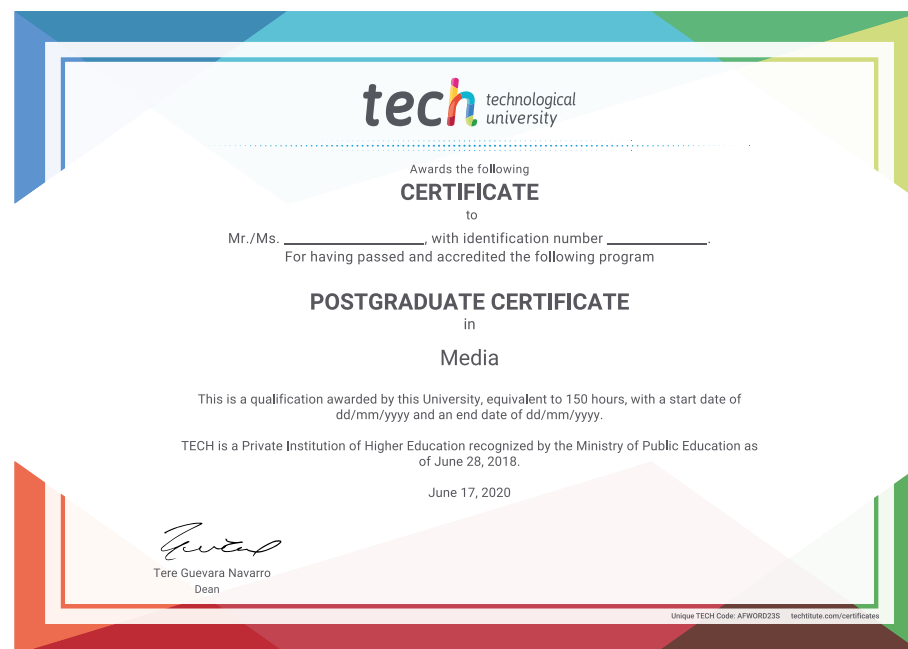 tech technological
university
Awards the following
CERTIFICATE
to
Mr./Ms. ____________, with identification number ____________.
For having passed and accredited the following program
POSTGRADUATE CERTIFICATE
in
Media
This is a qualification awarded by this University, equivalent to 150 hours, with a start date of
dd/mm/yyyy and an end date of dd/mm/yyyy.
TECH is a Private Institution of Higher Education recognized by the Ministry of Public Education as
of June 28, 2018.
June 17, 2020
Tere Guevara Navarro
Dean
Unique TECH Code: AFWORD23S techtitute.com/certificates